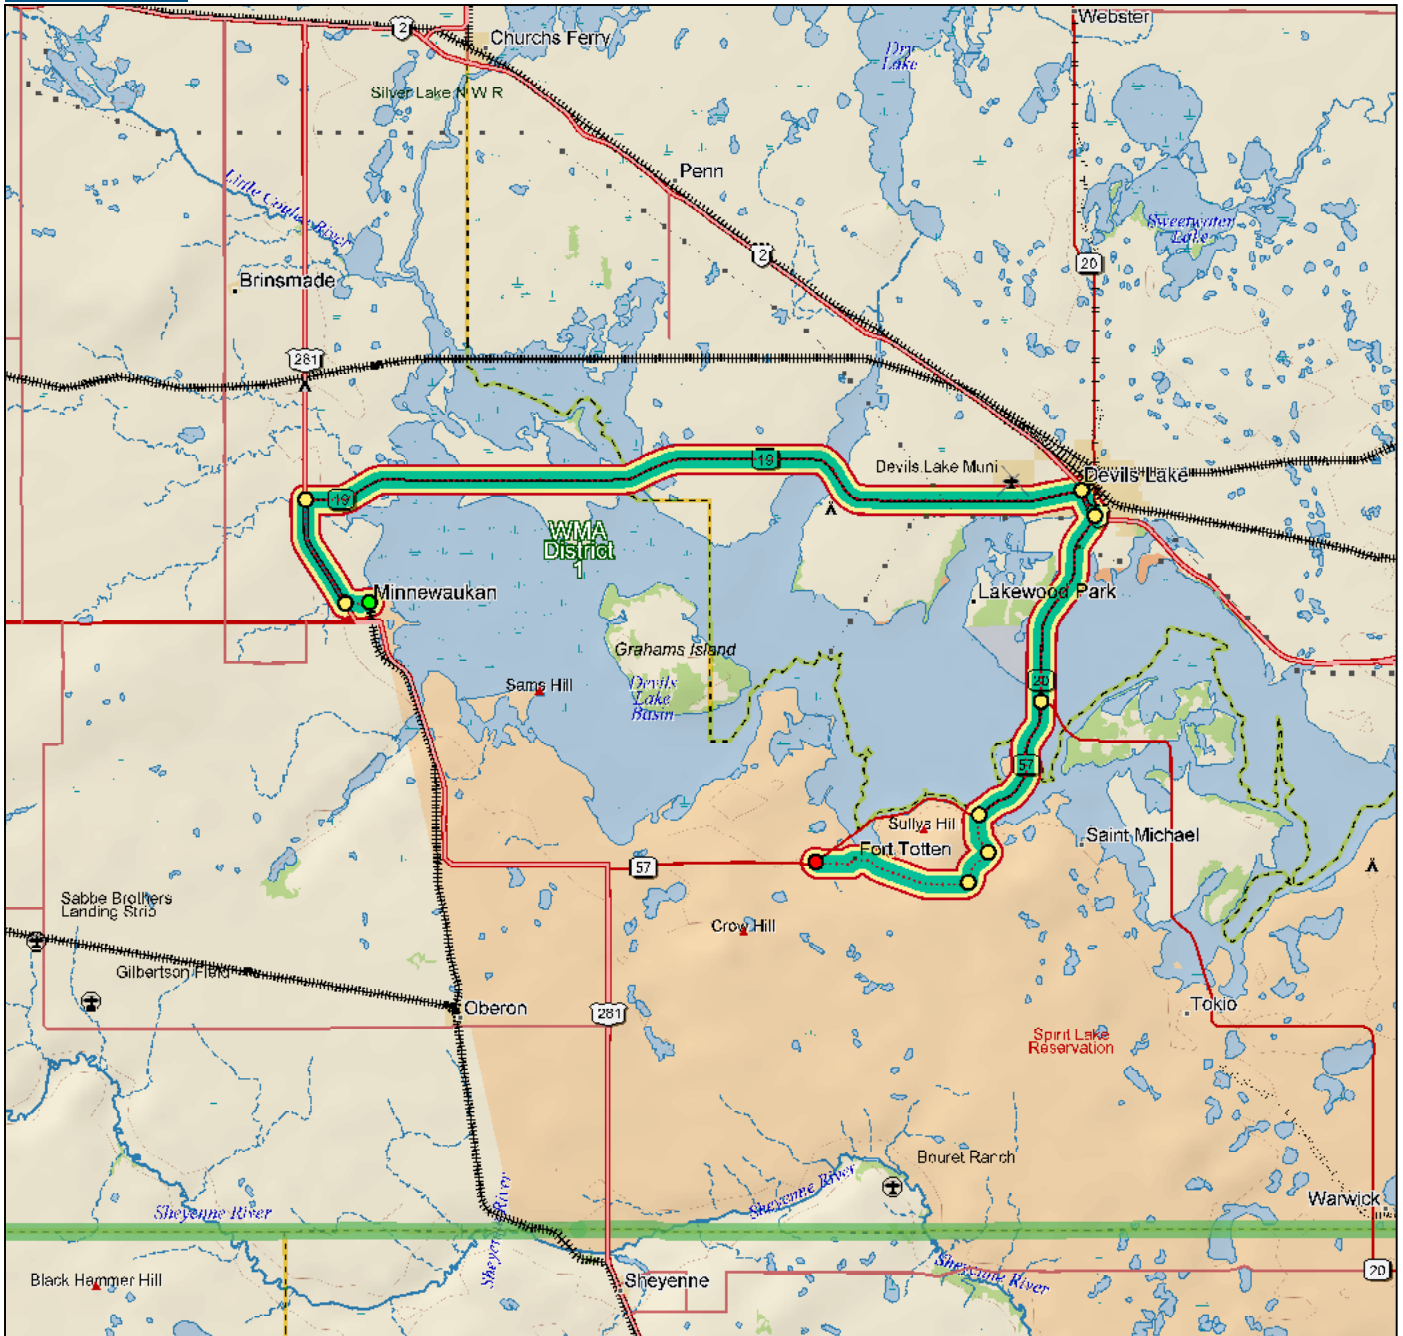 Webster
2
Churchs Ferry
Dry
Lake
Silver Lake N W R
Penn
Little Coulee River
Sweetwater
Lake
2
20
Brinsmade
281
19
Devils Lake Muni
Devils Lake
19
WMA
District
1
Minnewaukan
Lakewood Park
Grahams Island
Sams Hill
Devils
Lake
Basin
20
57
Sullys Hil
Saint Michael
Fort Totten
57
Sabbe Brothers
Landing Strip
Crow Hill
Gilbertson Field
Oberon
281
Tokio
Spirit Lake
Reservation
Bouret Ranch
Sheyenne River
Sheyenne River
Sheyenne River
Warwick
Black Hammer Hill
Sheyenne
Sheyenne River
20